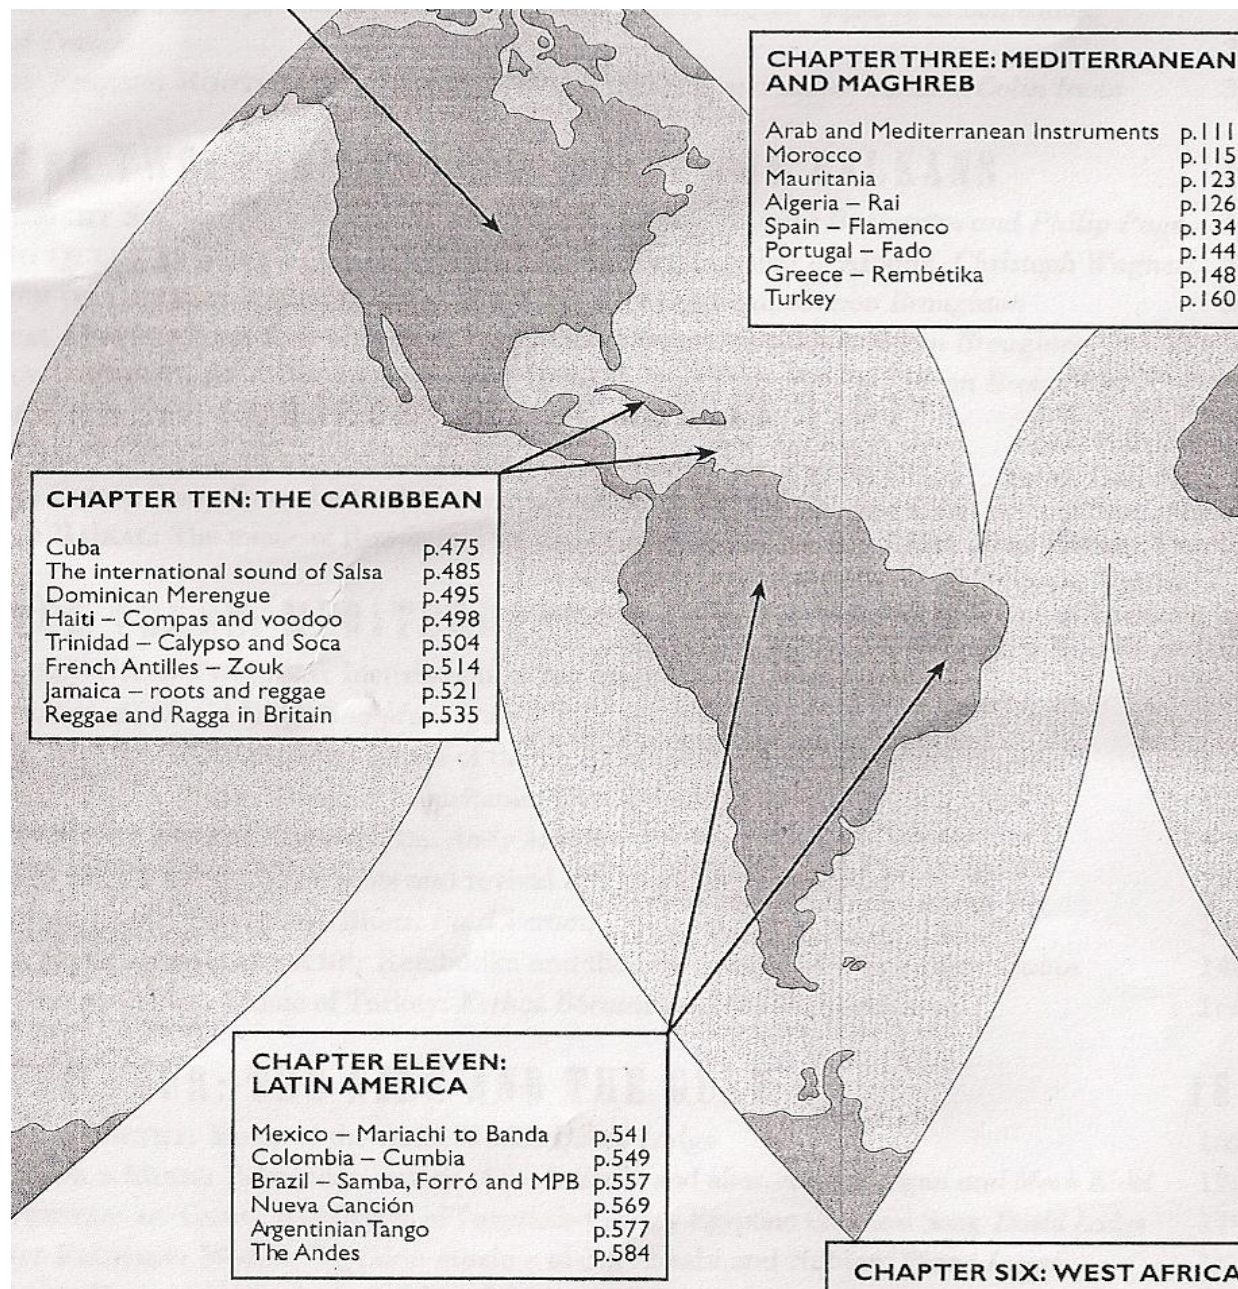 CHAPTER THREE: MEDITERRANEAN
AND MAGHREB
Arab and Mediterranean Instruments p.111
Morocco p.115
Mauritania p.123
Algeria – Rai p.126
Spain – Flamenco p.134
Portugal – Fado p.144
Greece – Rembétika p.148
Turkey p.160
CHAPTER TEN: THE CARIBBEAN
Cuba p.475
The international sound of Salsa p.485
Dominican Merengue p.495
Haiti – Compas and voodoo p.498
Trinidad – Calypso and Soca p.504
French Antilles – Zouk p.514
Jamaica – roots and reggae p.521
Reggae and Ragga in Britain p.535
CHAPTER ELEVEN:
LATIN AMERICA
Mexico – Mariachi to Banda p.541
Colombia – Cumbia p.549
Brazil – Samba, Forró and MPB p.557
Nueva Canción p.569
Argentinian Tango p.577
The Andes p.584
CHAPTER SIX: WEST AFRICA